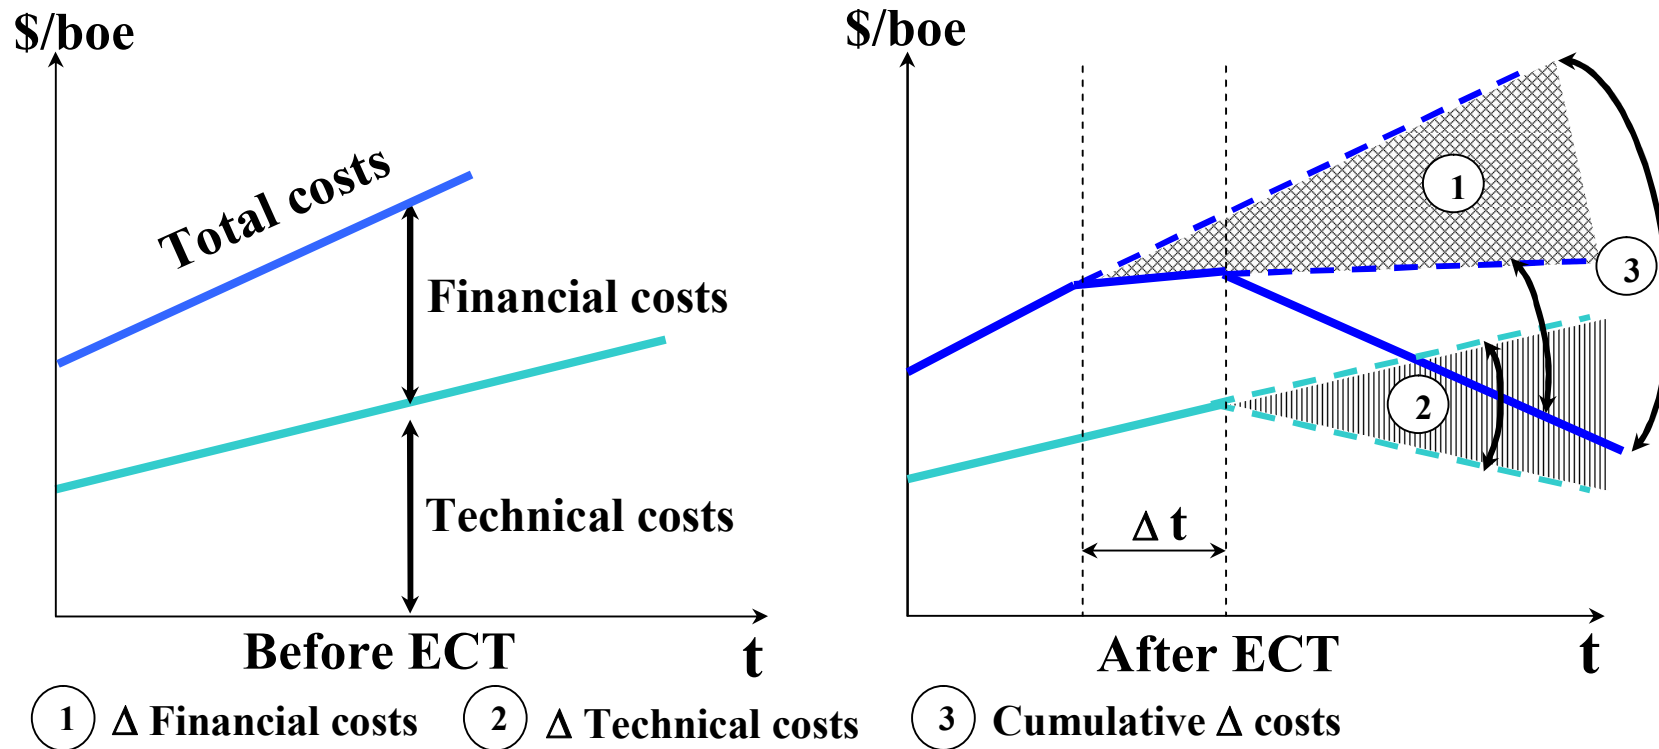 $/boe
Total costs
Financial costs
Technical costs
Before ECT
t
$/boe
1
3
2
Δ t
After ECT
t
1 Δ Financial costs
2 Δ Technical costs
3 Cumulative Δ costs